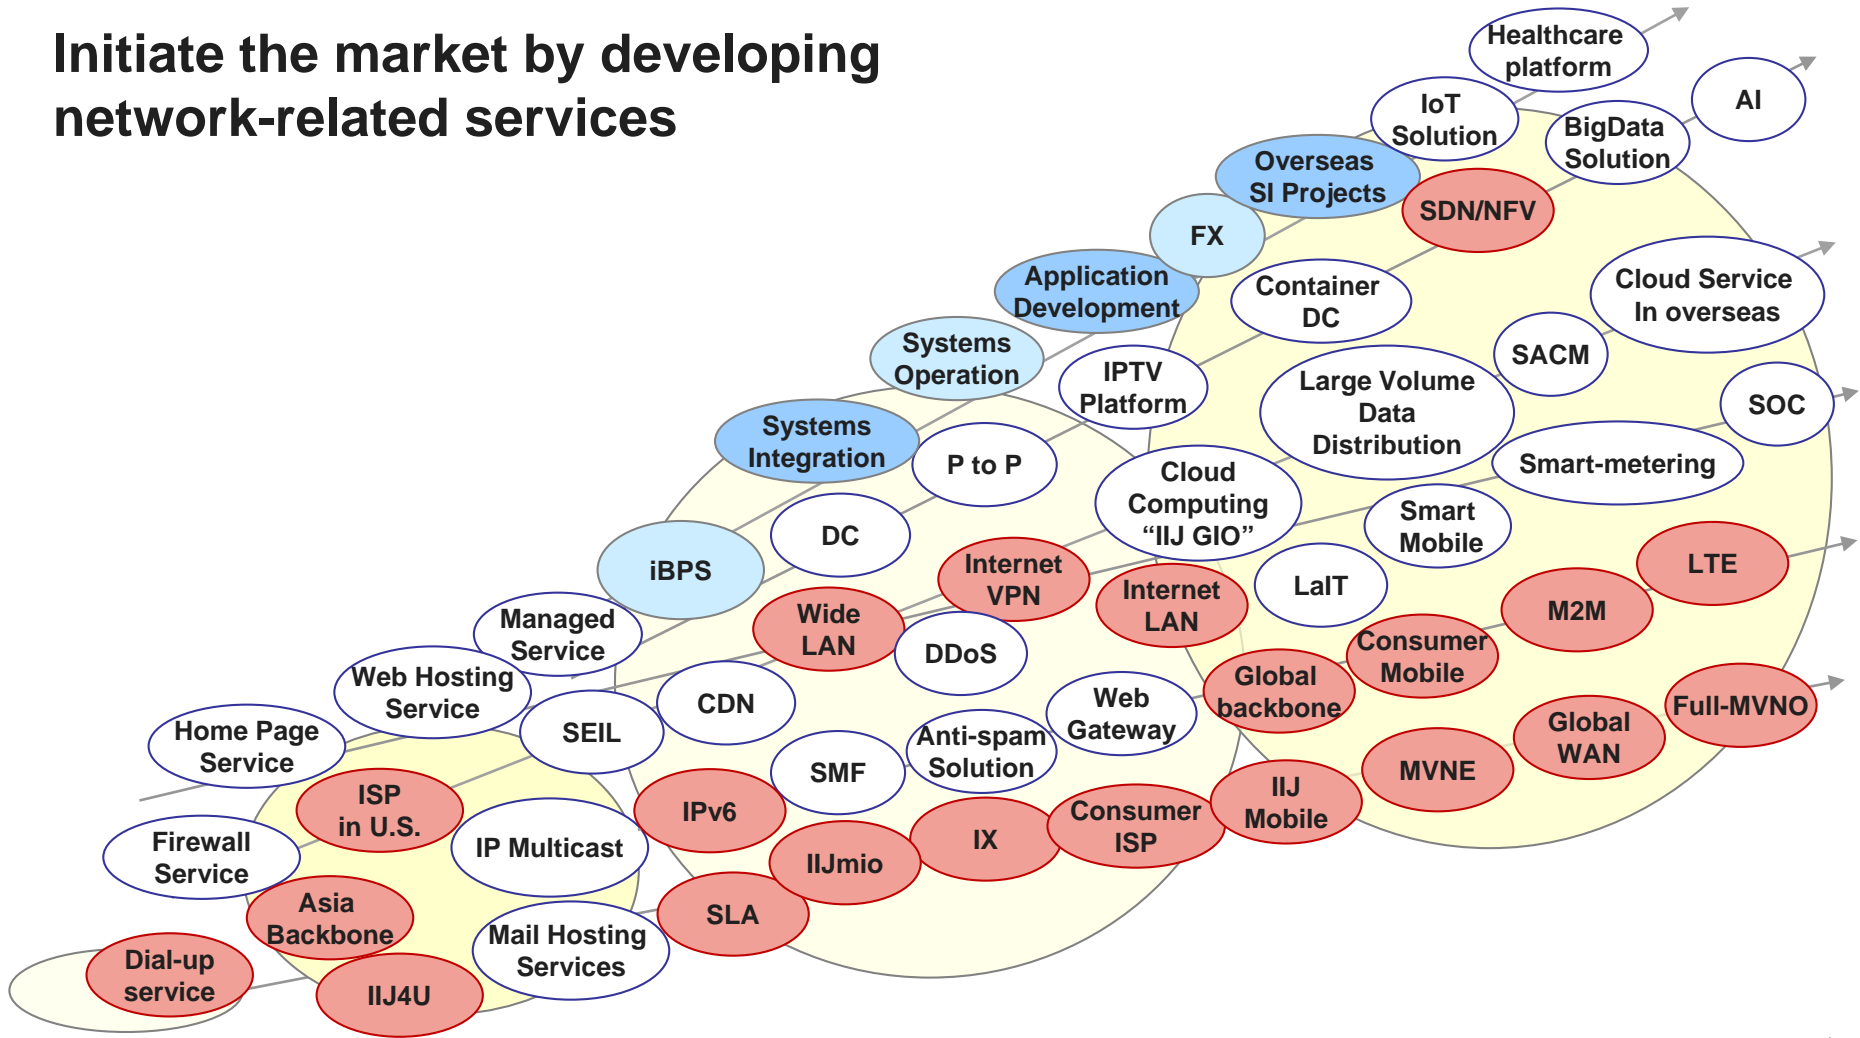 Initiate the market by developing
network-related services
Healthcare
platform
AI
IoT
Solution
BigData
Solution
Overseas
SI Projects
SDN/NFV
FX
Application
Development
Container
DC
Cloud Service
In overseas
Systems
Operation
IPTV
Platform
SACM
Large Volume
Data
Distribution
SOC
Systems
Integration
P to P
Cloud
Computing
“IIJ GIO”
Smart-metering
DC
Smart
Mobile
iBPS
Internet
VPN
Internet
LAN
LaIT
LTE
Managed
Service
Wide
LAN
DDoS
M2M
Consumer
Mobile
Web Hosting
Service
CDN
Web
Gateway
Global
backbone
Full-MVNO
Home Page
Service
SEIL
Anti-spam
Solution
Global
WAN
SMF
MVNE
ISP
in U.S.
IPv6
IIJ
Mobile
Firewall
Service
IP Multicast
IIJmio
IX
Consumer
ISP
Asia
Backbone
SLA
Mail Hosting
Services
Dial-up
service
IIJ4U